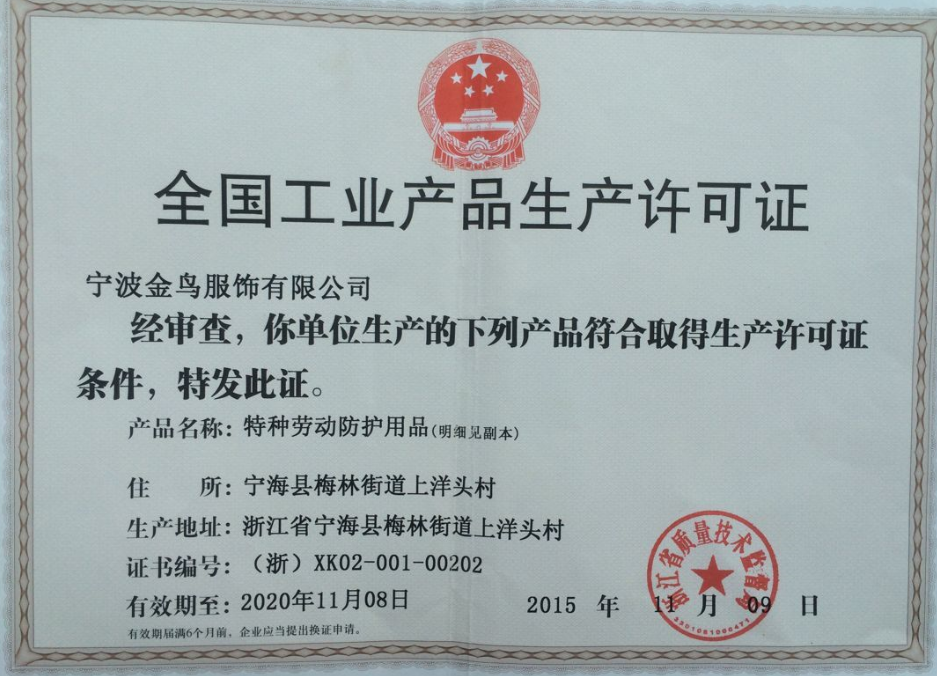 全国工业产品生产许可证
宁波金鸟服饰有限公司
经审查，你单位生产的下列产品符合取得生产许可证
条件，特发此证。
产品名称：特种劳动防护用品(明细见副本)
住　　所：宁海县梅林街道上洋头村
生产地址：浙江省宁海县梅林街道上洋头村
证书编号：（浙）XK02-001-00202
有效期至：2020年11月08日
2015 年 11 月 09 日
浙江省质量技术监督局
有效期届满6个月前，企业应当提出换证申请。